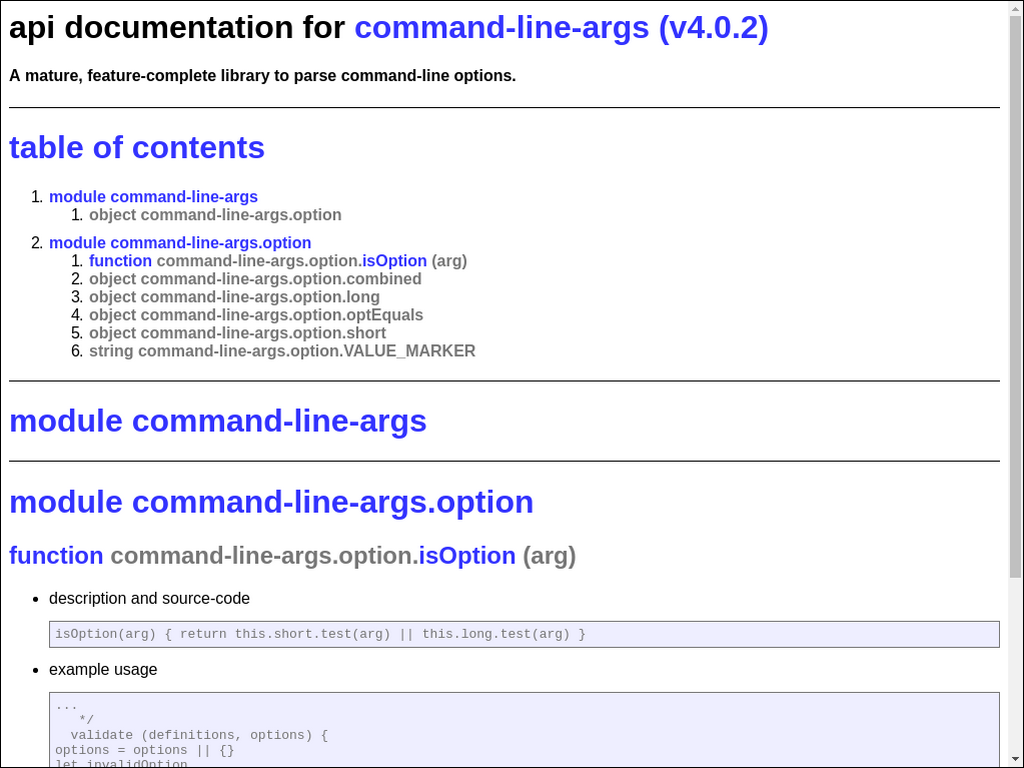 api documentation for command-line-args (v4.0.2)
A mature, feature-complete library to parse command-line options.
table of contents
1. module command-line-args
1. object command-line-args.option
2. module command-line-args.option
1. function command-line-args.option.isOption (arg)
2. object command-line-args.option.combined
3. object command-line-args.option.long
4. object command-line-args.option.optEquals
5. object command-line-args.option.short
6. string command-line-args.option.VALUE_MARKER
module command-line-args
module command-line-args.option
function command-line-args.option.isOption (arg)
• description and source-code
isOption(arg) { return this.short.test(arg) || this.long.test(arg) }
• example usage
...
*/
validate (definitions, options) {
options = options || {}
let invalidOption